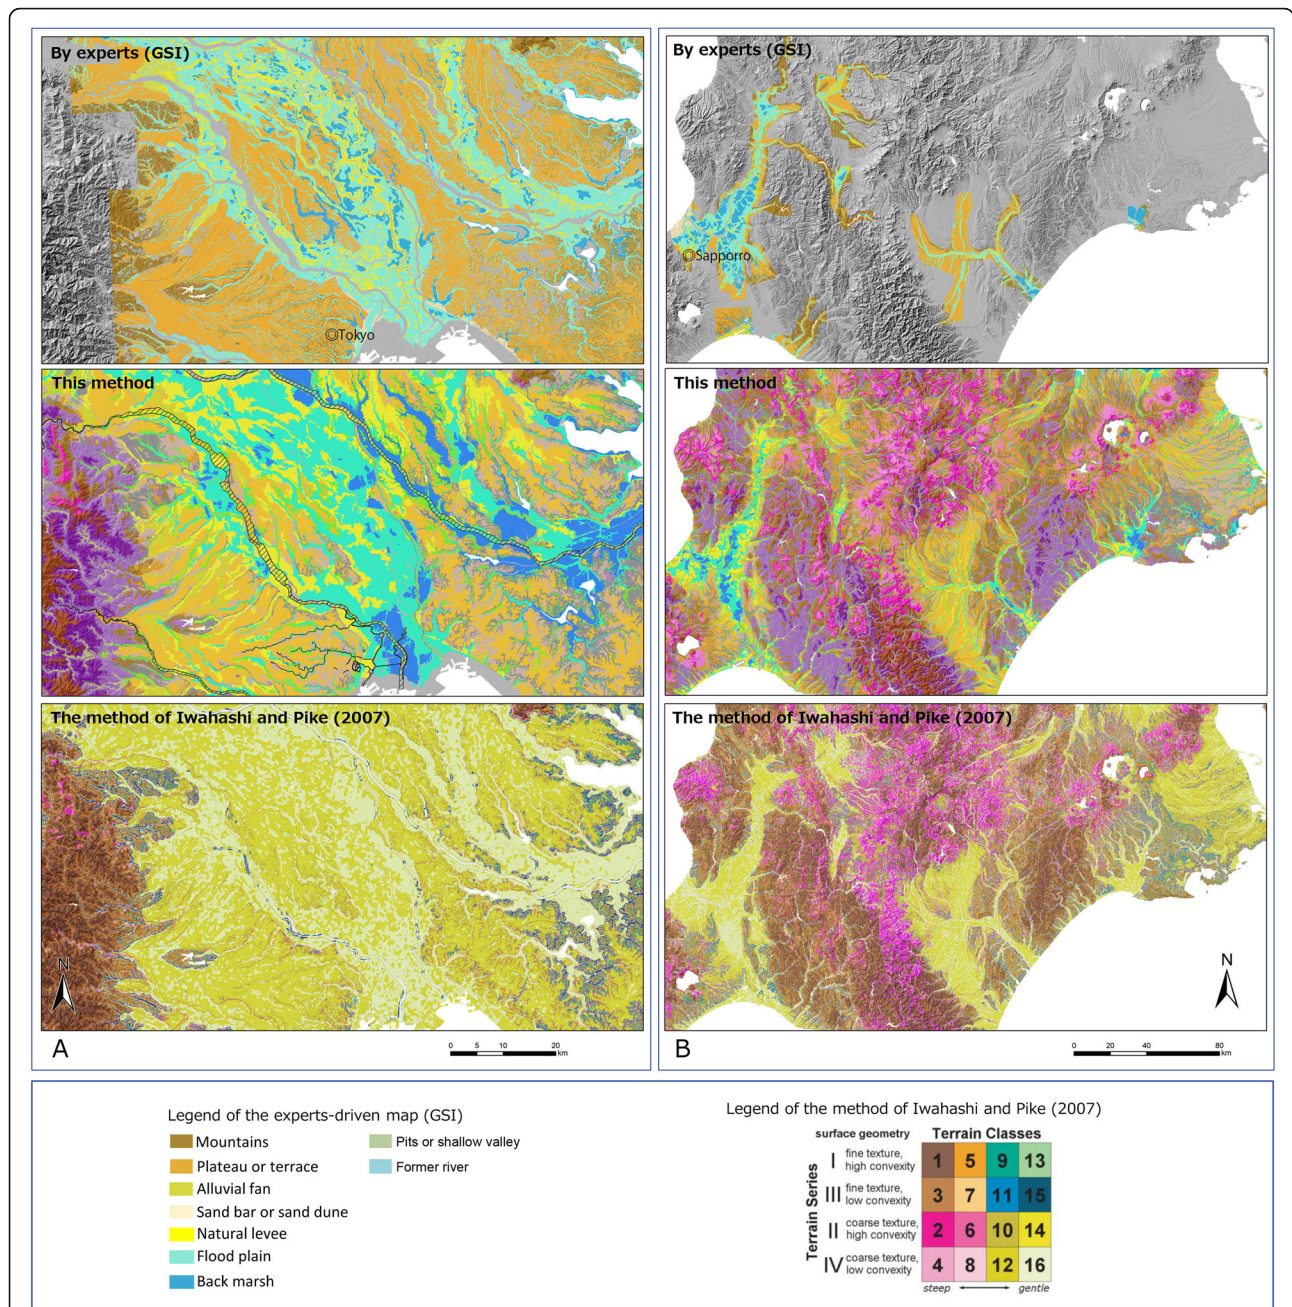 By experts (GSI)
Tokyo
This method
The method of Iwahashi and Pike (2007)
N
A
0 5 10 20
km
By experts (GSI)
Sapporro
This method
The method of Iwahashi and Pike (2007)
N
B
0 20 40 80
km
Legend of the experts-driven map (GSI)
Mountains
Plateau or terrace
Alluvial fan
Sand bar or sand dune
Natural levee
Flood plain
Back marsh
Pits or shallow valley
Former river
Legend of the method of Iwahashi and Pike (2007)
surface geometry Terrain Classes
Terrain Series
I fine texture, high convexity 1 5 9 13
III fine texture, low convexity 3 7 11 15
II coarse texture, high convexity 2 6 10 14
IV coarse texture, low convexity 4 8 12 16
steep gentle